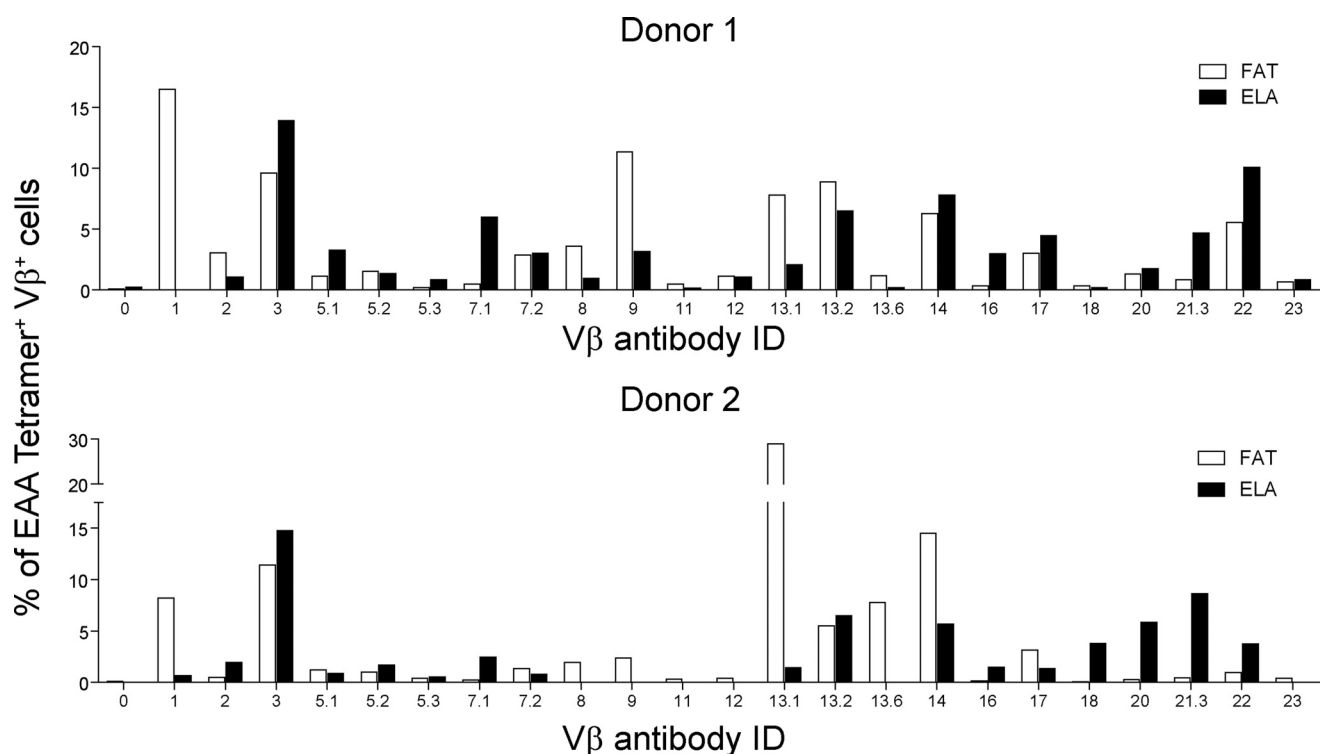 Donor 1
20
15
10
5
0
FAT
ELA
0 1 2 3 5.1 5.2 5.3 7.1 7.2 8 9 11 12 13.1 13.2 13.6 14 16 17 18 20 21.3 22 23
Vβ antibody ID
% of EAA Tetramer⁺ Vβ⁺ cells
Donor 2
30
20
15
10
5
0
FAT
ELA
0 1 2 3 5.1 5.2 5.3 7.1 7.2 8 9 11 12 13.1 13.2 13.6 14 16 17 18 20 21.3 22 23
Vβ antibody ID